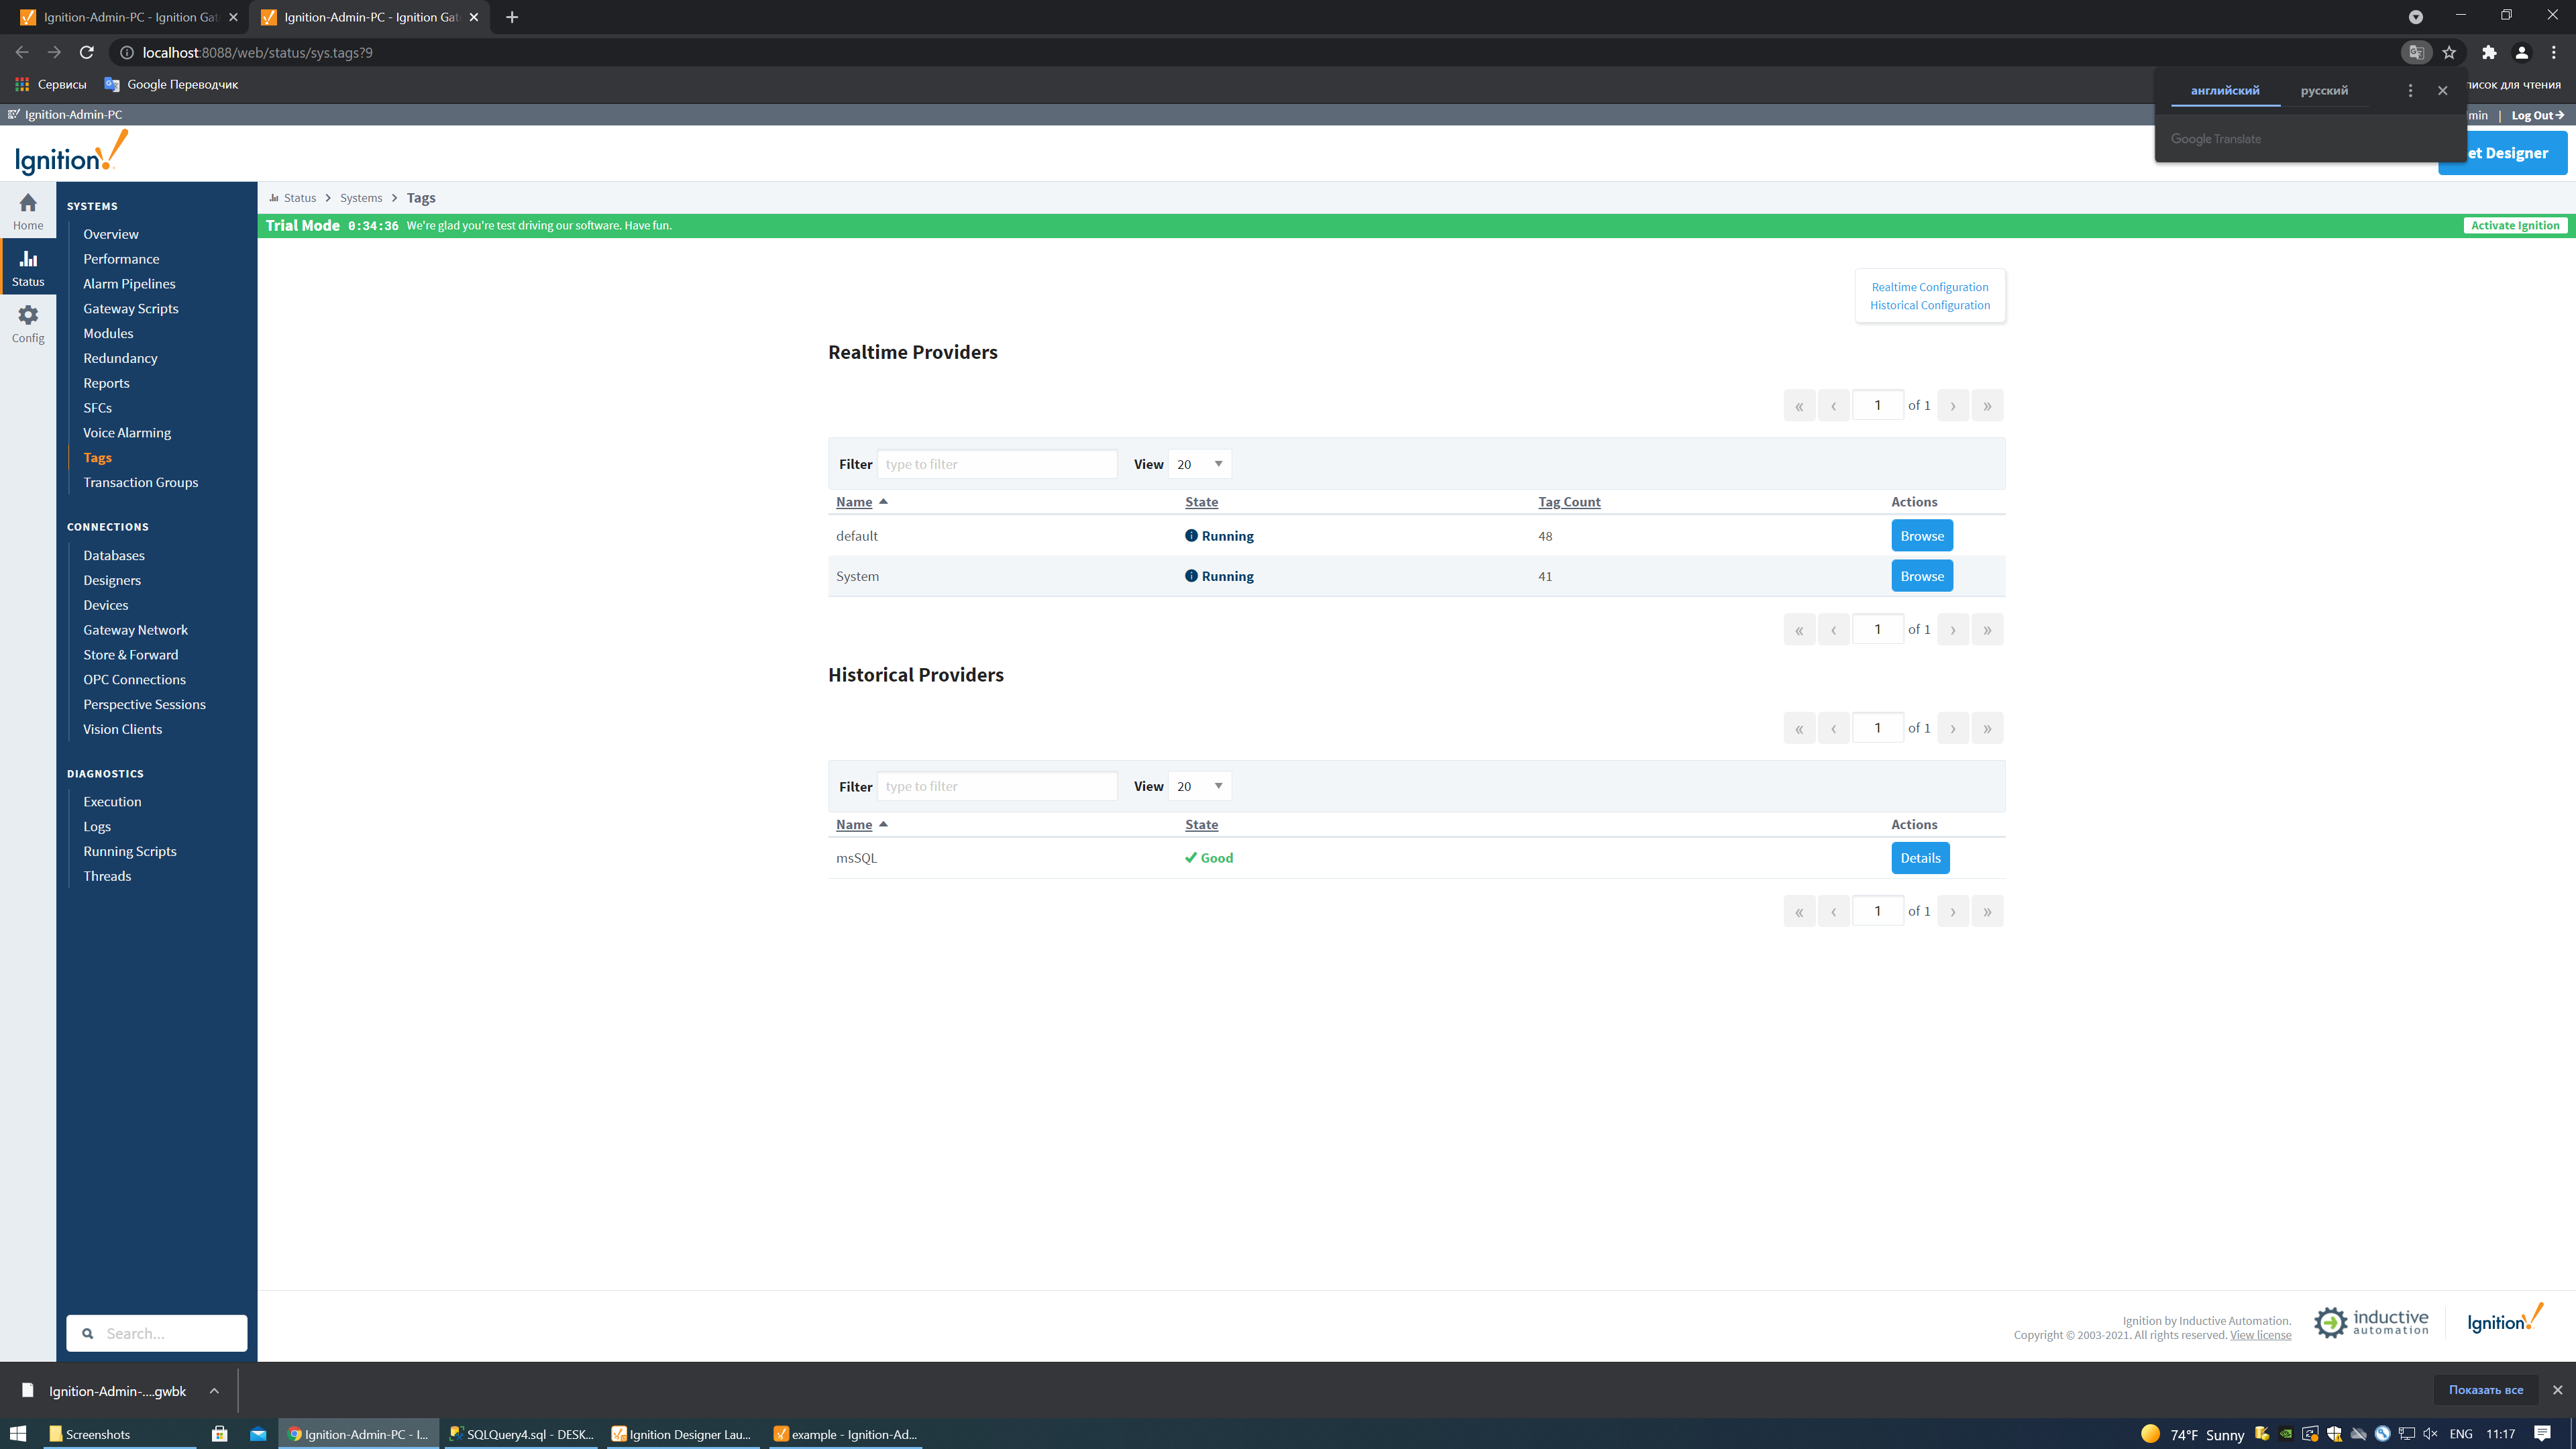 Ignition-Admin-PC - Ignition Gat
Ignition-Admin-PC - Ignition Gat
localhost:8088/web/status/sys.tags?9
Сервисы
Google Переводчик
английский
русский
Google Translate
Ignition-Admin-PC
Log Out
Ignition!
et Designer
Home
Status
Config
SYSTEMS
Overview
Performance
Alarm Pipelines
Gateway Scripts
Modules
Redundancy
Reports
SFCs
Voice Alarming
Tags
Transaction Groups
CONNECTIONS
Databases
Designers
Devices
Gateway Network
Store & Forward
OPC Connections
Perspective Sessions
Vision Clients
DIAGNOSTICS
Execution
Logs
Running Scripts
Threads
Search...
Status > Systems > Tags
Trial Mode 0:34:36 We're glad you're test driving our software. Have fun.
Activate Ignition
Realtime Configuration
Historical Configuration
Realtime Providers
« ‹ 1 of 1 › »
Filter type to filter View 20
Name State Tag Count Actions
default Running 48 Browse
System Running 41 Browse
« ‹ 1 of 1 › »
Historical Providers
« ‹ 1 of 1 › »
Filter type to filter View 20
Name State Actions
msSQL Good Details
« ‹ 1 of 1 › »
Ignition by Inductive Automation.
Copyright © 2003-2021. All rights reserved. View license
inductive
automation
Ignition!
Ignition-Admin-....gwbk
Показать все
Screenshots
Ignition-Admin-PC - I...
SQLQuery4.sql - DESK...
Ignition Designer Lau...
example - Ignition-Ad...
74°F Sunny
ENG
11:17